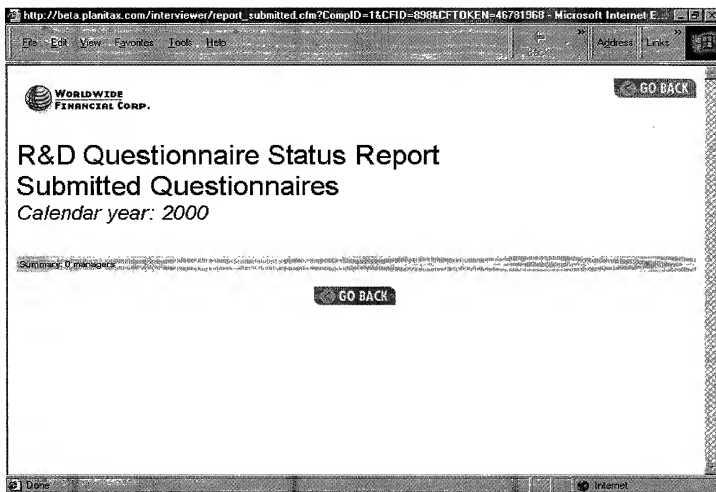 http://beta.planitax.com/interviewer/report_submitted.cfm?CompID=1&CFID=898&CFTOKEN=46781968 - Microsoft Internet E...
File Edit View Favorites Tools Help
Back
»
Address
Links
»
WORLDWIDE
FINANCIAL CORP.
GO BACK
R&D Questionnaire Status Report
Submitted Questionnaires
Calendar year: 2000
Summary: 0 managers
GO BACK
Done
Internet